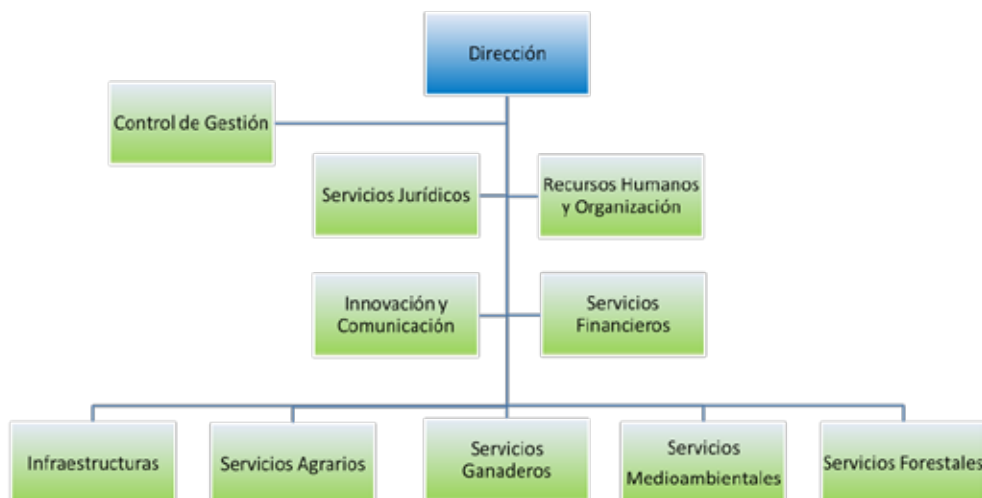 Dirección
Control de Gestión
Servicios Jurídicos
Recursos Humanos
y Organización
Innovación y
Comunicación
Servicios
Financieros
Infraestructuras
Servicios Agrarios
Servicios
Ganaderos
Servicios
Medioambientales
Servicios Forestales